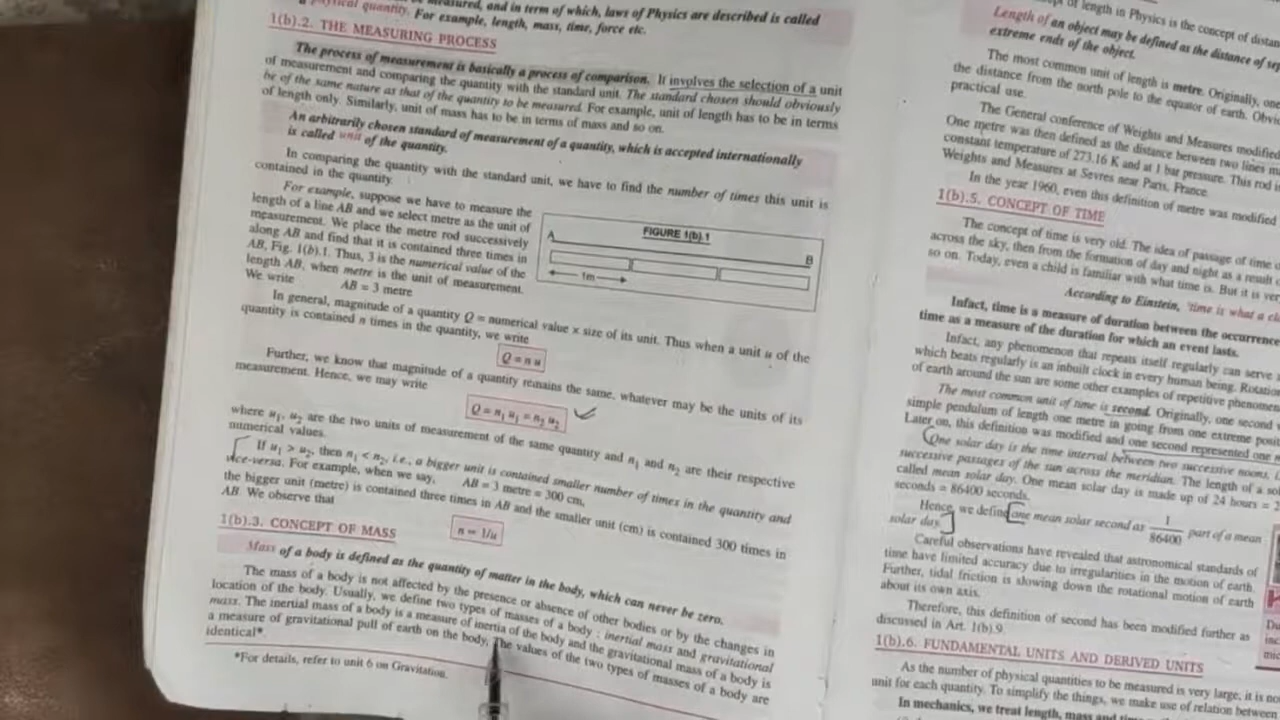 measured, and in term of which, laws of Physics are described is called
physical quantity. For example, length, mass, time, force etc.
1(b).2. THE MEASURING PROCESS
The process of measurement is basically a process of comparison. It involves the selection of a unit
of measurement and comparing the quantity with the standard unit. The standard chosen should obviously
be of the same nature as that of the quantity to be measured. For example, unit of length has to be in terms
of length only. Similarly, unit of mass has to be in terms of mass and so on.
An arbitrarily chosen standard of measurement of a quantity, which is accepted internationally
is called unit of the quantity.
In comparing the quantity with the standard unit, we have to find the number of times this unit is
contained in the quantity.
For example, suppose we have to measure the
length of a line AB and we select metre as the unit of
measurement. We place the metre rod successively
along AB and find that it is contained three times in
AB, Fig. 1(b).1. Thus, 3 is the numerical value of the
length AB, when metre is the unit of measurement.
We write
AB = 3 metre
FIGURE 1(b).1
A
B
1m
In general, magnitude of a quantity Q = numerical value × size of its unit. Thus when a unit u of the
quantity is contained n times in the quantity, we write
Q = n u
Further, we know that magnitude of a quantity remains the same, whatever may be the units of its
measurement. Hence, we may write
Q = n₁ u₁ = n₂ u₂
where u₁, u₂ are the two units of measurement of the same quantity and n₁ and n₂ are their respective
numerical values.
If u₁ > u₂, then n₁ < n₂, i.e., a bigger unit is contained smaller number of times in the quantity and
vice-versa. For example, when we say, AB = 3 metre = 300 cm,
the bigger unit (metre) is contained three times in AB and the smaller unit (cm) is contained 300 times in
AB. We observe that
n ∝ 1/u
1(b).3. CONCEPT OF MASS
Mass of a body is defined as the quantity of matter in the body, which can never be zero.
The mass of a body is not affected by the presence or absence of other bodies or by the changes in
location of the body. Usually, we define two types of masses of a body : inertial mass and gravitational
mass. The inertial mass of a body is a measure of inertia of the body and the gravitational mass of a body is
a measure of gravitational pull of earth on the body. The values of the two types of masses of a body are
identical*.
*For details, refer to unit 6 on Gravitation.
of length in Physics is the concept of
Length of an object may be defined as the distance of
extreme ends of the object.
The most common unit of length is metre. Originally, one
the distance from the north pole to the equator of earth.
practical use.
The General conference of Weights and Measures modified
One metre was then defined as the distance between two lines
constant temperature of 273.16 K and at 1 bar pressure. This rod
Weights and Measures at Sevres near Paris, France.
In the year 1960, even this definition of metre was modified
1(b).5. CONCEPT OF TIME
The concept of time is very old. The idea of passage of time
across the sky, then from the formation of day and night as a result
so on. Today, even a child is familiar with what time is. But it is
According to Einstein, 'time is what a
Infact, time is a measure of duration between the occurrence
time as a measure of the duration for which an event lasts.
Infact, any phenomenon that repeats itself regularly can serve
which beats regularly is an inbuilt clock in every human being.
of earth around the sun are some other examples of repetitive
The most common unit of time is second. Originally, one second
simple pendulum of length one metre in going from one extreme
Later on, this definition was modified and one second represented one
One solar day is the time interval between two successive noons,
successive passages of the sun across the meridian. The length of a
called mean solar day. One mean solar day is made up of 24 hours =
seconds = 86400 seconds.
Hence, we define one mean solar second as 1/86400 part of a mean
solar day.
Careful observations have revealed that astronomical standards of
time have limited accuracy due to irregularities in the motion of earth.
Further, tidal friction is slowing down the rotational motion of earth
about its own axis.
Therefore, this definition of second has been modified further as
discussed in Art. 1(b).9.
1(b).6. FUNDAMENTAL UNITS AND DERIVED UNITS
As the number of physical quantities to be measured is very large, it is
unit for each quantity. To simplify the things, we make use of relation between
In mechanics, we treat length, mass and